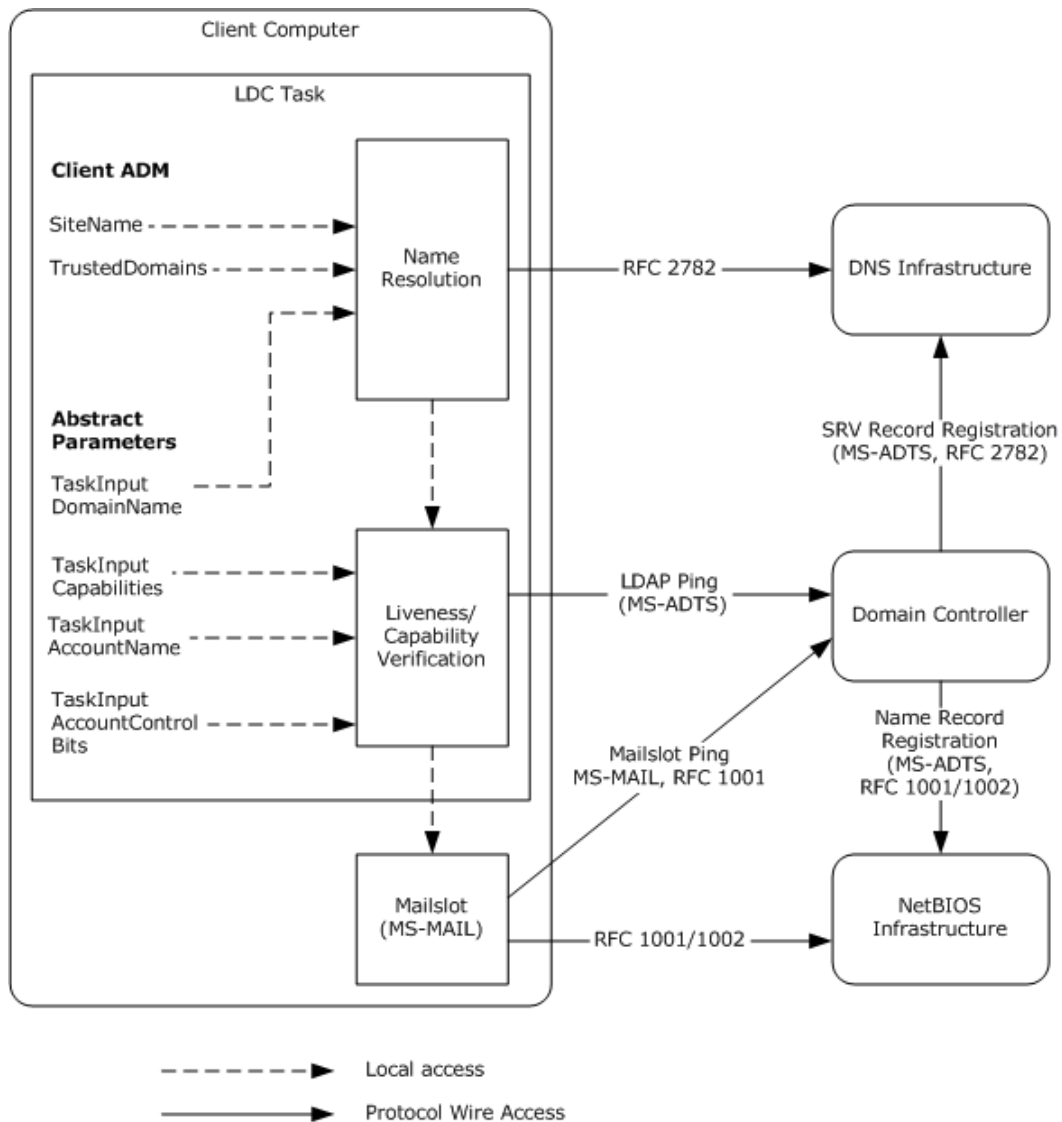 Client Computer
LDC Task
Client ADM
SiteName
TrustedDomains
Name
Resolution
RFC 2782
DNS Infrastructure
Abstract
Parameters
TaskInput
DomainName
SRV Record Registration
(MS-ADTS, RFC 2782)
TaskInput
Capabilities
TaskInput
AccountName
TaskInput
AccountControl
Bits
Liveness/
Capability
Verification
LDAP Ping
(MS-ADTS)
Domain Controller
Mailslot Ping
MS-MAIL, RFC 1001
Name Record
Registration
(MS-ADTS,
RFC 1001/1002)
Mailslot
(MS-MAIL)
RFC 1001/1002
NetBIOS
Infrastructure
Local access
Protocol Wire Access